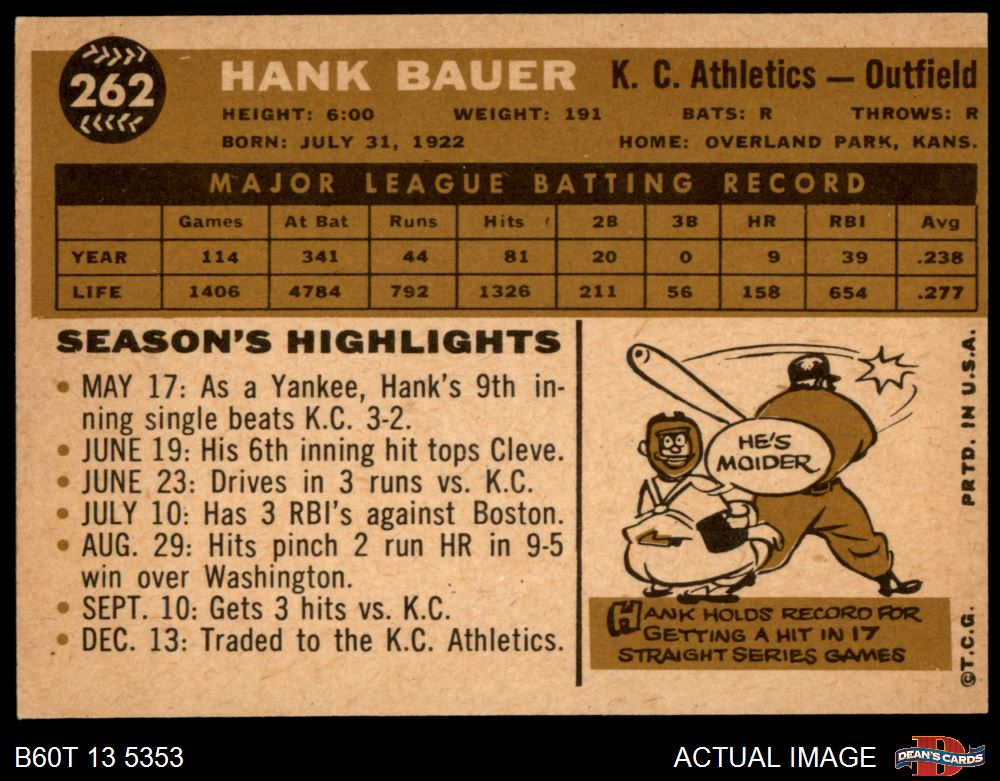 262
HANK BAUER K. C. Athletics — Outfield
HEIGHT: 6:00 WEIGHT: 191 BATS: R THROWS: R
BORN: JULY 31, 1922 HOME: OVERLAND PARK, KANS.
MAJOR LEAGUE BATTING RECORD
Games At Bat Runs Hits 2B 3B HR RBI Avg
YEAR 114 341 44 81 20 0 9 39 .238
LIFE 1406 4784 792 1326 211 56 158 654 .277
SEASON'S HIGHLIGHTS
• MAY 17: As a Yankee, Hank's 9th in-
ning single beats K.C. 3-2.
• JUNE 19: His 6th inning hit tops Cleve.
• JUNE 23: Drives in 3 runs vs. K.C.
• JULY 10: Has 3 RBI's against Boston.
• AUG. 29: Hits pinch 2 run HR in 9-5
win over Washington.
• SEPT. 10: Gets 3 hits vs. K.C.
• DEC. 13: Traded to the K.C. Athletics.
HE'S
MOIDER
HANK HOLDS RECORD FOR
GETTING A HIT IN 17
STRAIGHT SERIES GAMES
PRTD. IN U.S.A.
©T.C.G.
B60T 13 5353 ACTUAL IMAGE
D
DEAN'S CARDS